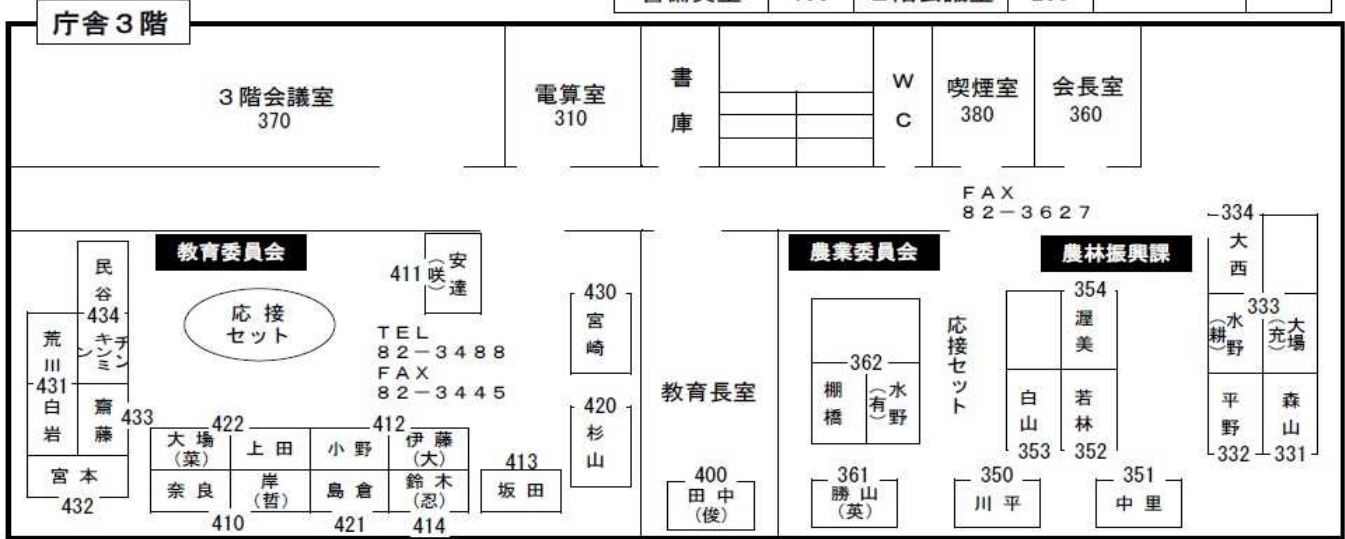 庁舎３階
３階会議室
370
電算室
310
書庫
ＷＣ
喫煙室
380
会長室
360
ＦＡＸ
８２－３６２７
教育委員会
応接セット
民谷
434
チンミンキン
荒川
431
白岩
齋藤
433
宮本
432
411
安達(咲)
ＴＥＬ
８２－３４８８
ＦＡＸ
８２－３４４５
422
412
大場(菜)
上田
小野
伊藤(大)
奈良
岸(哲)
島倉
鈴木(忍)
410
421
414
413
坂田
430
宮崎
420
杉山
教育長室
400
田中(俊)
農業委員会
362
棚橋
水野(有)
361
勝山(英)
応接セット
農林振興課
354
渥美
白山
若林
353
352
350
川平
351
中里
334
大西
333
水野(耕)
大場(充)
平野
森山
332
331